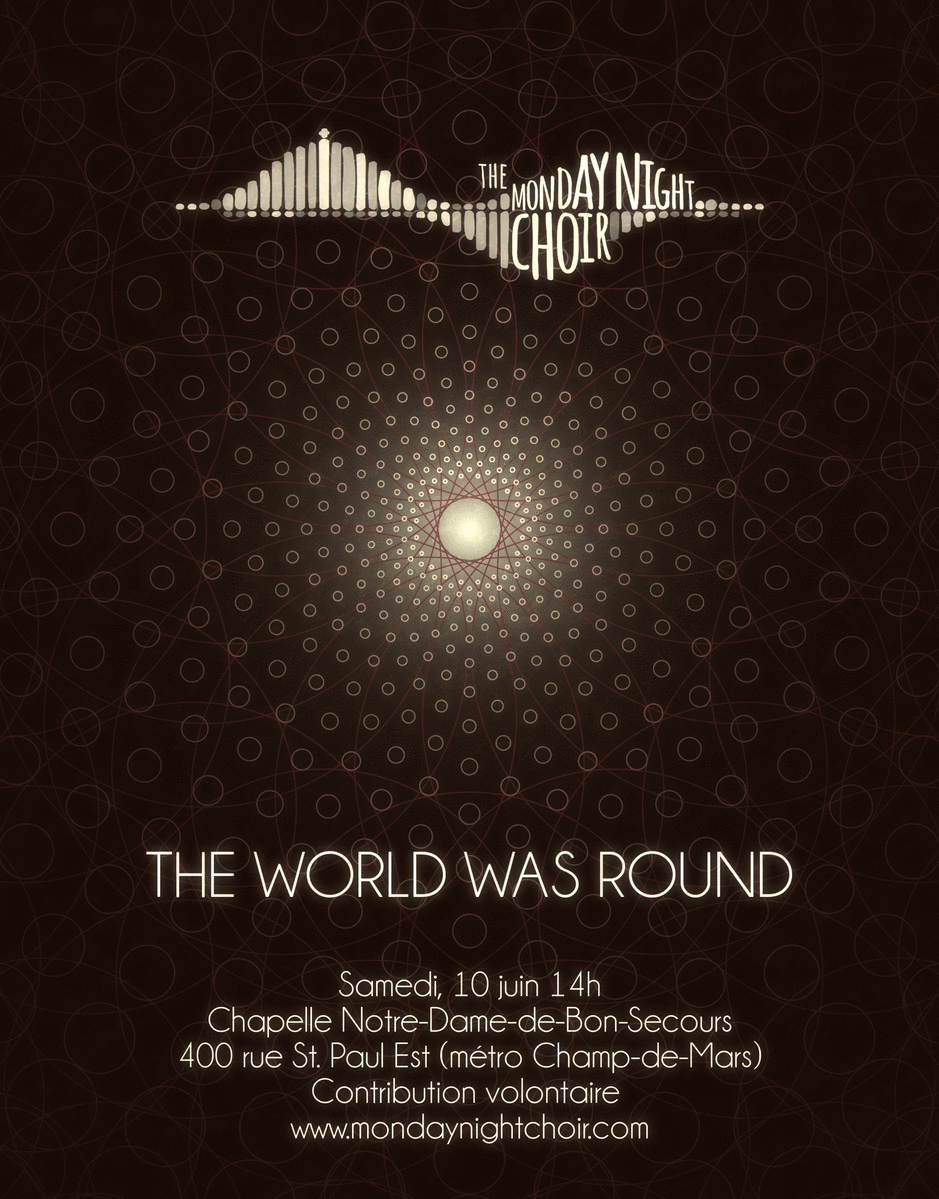 THE MONDAY NIGHT
CHOIR
THE WORLD WAS ROUND
Samedi, 10 juin 14h
Chapelle Notre-Dame-de-Bon-Secours
400 rue St. Paul Est (métro Champ-de-Mars)
Contribution volontaire
www.mondaynightchoir.com